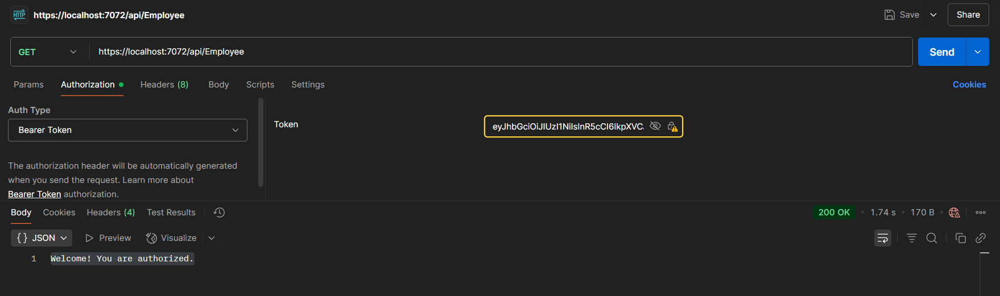 HTTP https://localhost:7072/api/Employee Save Share
GET https://localhost:7072/api/Employee Send
Params Authorization Headers (8) Body Scripts Settings Cookies
Auth Type
Bearer Token
Token eyJhbGciOiJIUzI1NiIsInR5cCI6IkpXVC.
The authorization header will be automatically generated
when you send the request. Learn more about
Bearer Token authorization.
Body Cookies Headers (4) Test Results 200 OK • 1.74 s • 170 B •
{} JSON Preview Visualize
1 Welcome! You are authorized.